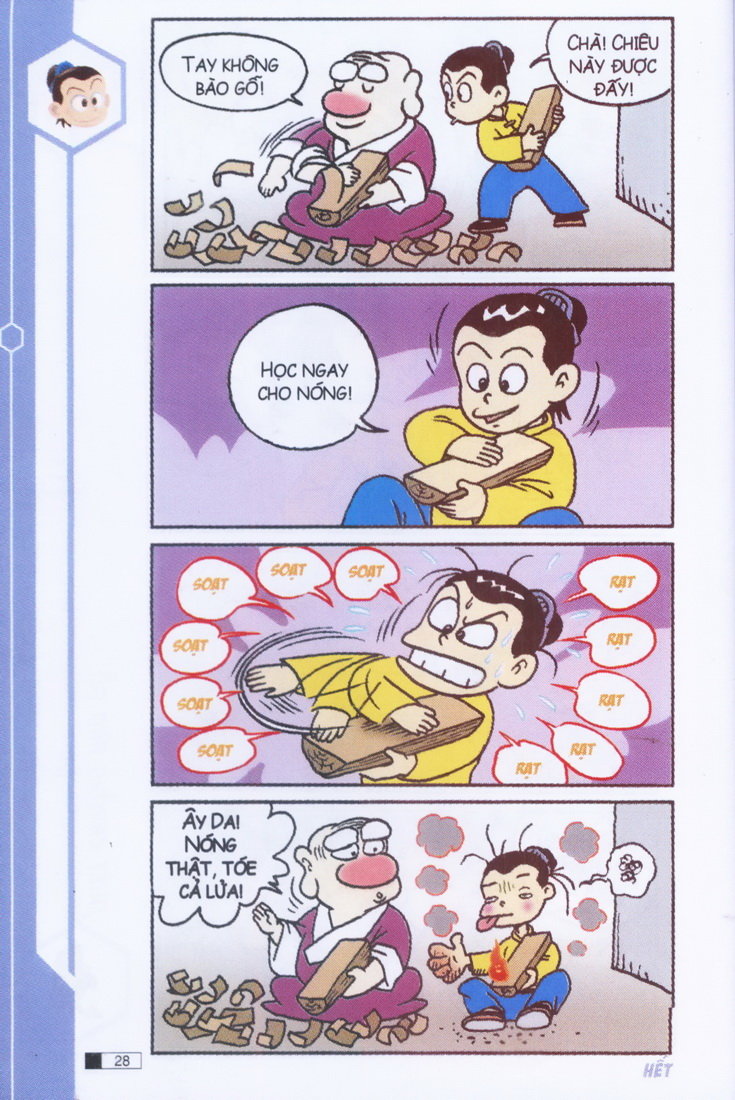 TAY KHÔNG
BÀO GỖ!
CHÀ! CHIÊU
NÀY ĐƯỢC
ĐẤY!
HỌC NGAY
CHO NÓNG!
SOẠT
SOẠT
SOẠT
SOẠT
SOẠT
SOẠT
RẠT
RẠT
RẠT
RẠT
RẠT
ÂY DA!
NÓNG
THẬT, TÓE
CẢ LỬA!
28
HẾT